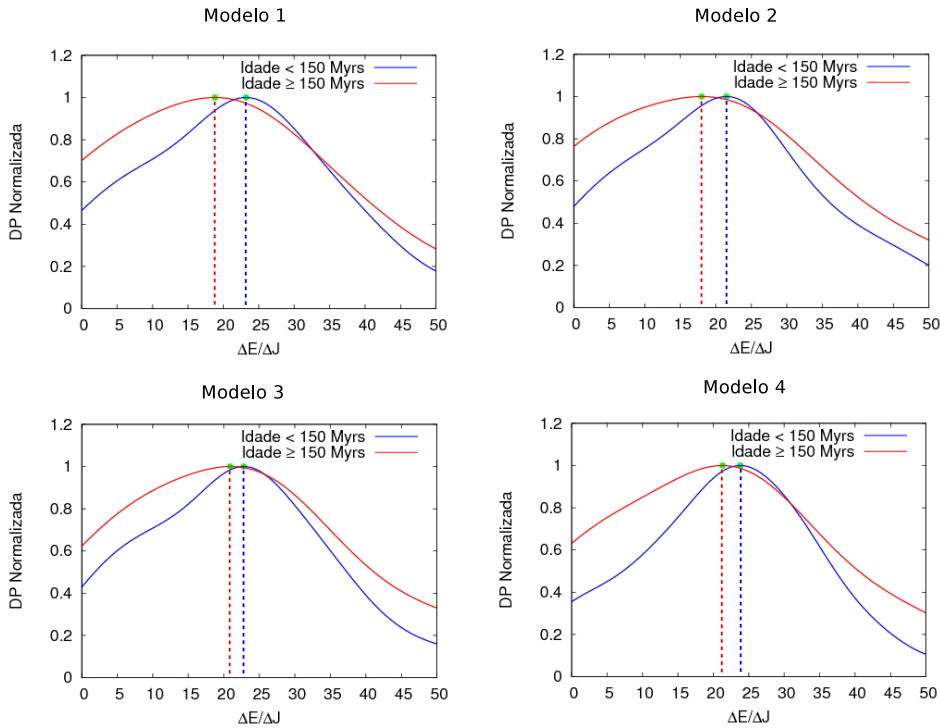 Modelo 1
Idade < 150 Myrs
Idade ≥ 150 Myrs
DP Normalizada
1.2
1
0.8
0.6
0.4
0.2
0
0 5 10 15 20 25 30 35 40 45 50
ΔE/ΔJ
Modelo 2
Idade < 150 Myrs
Idade ≥ 150 Myrs
DP Normalizada
1.2
1
0.8
0.6
0.4
0.2
0
0 5 10 15 20 25 30 35 40 45 50
ΔE/ΔJ
Modelo 3
Idade < 150 Myrs
Idade ≥ 150 Myrs
DP Normalizada
1.2
1
0.8
0.6
0.4
0.2
0
0 5 10 15 20 25 30 35 40 45 50
ΔE/ΔJ
Modelo 4
Idade < 150 Myrs
Idade ≥ 150 Myrs
DP Normalizada
1.2
1
0.8
0.6
0.4
0.2
0
0 5 10 15 20 25 30 35 40 45 50
ΔE/ΔJ